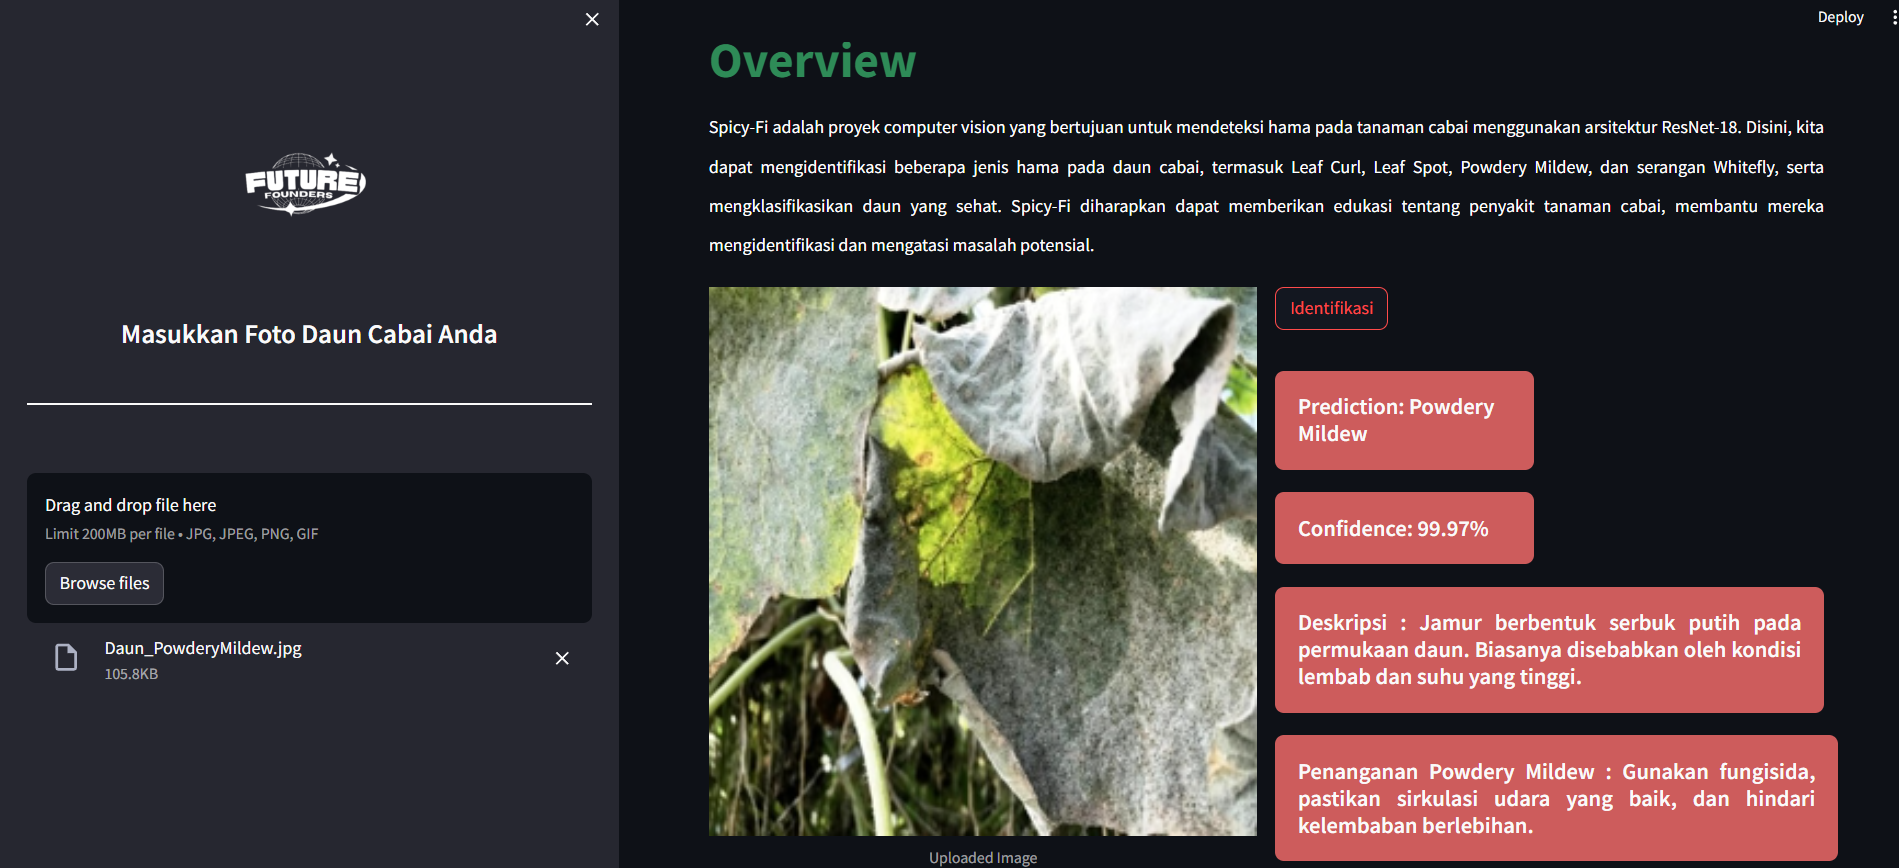 FUTURE
FOUNDERS
Masukkan Foto Daun Cabai Anda
Drag and drop file here
Limit 200MB per file • JPG, JPEG, PNG, GIF
Browse files
Daun_PowderyMildew.jpg
105.8KB
Deploy
Overview
Spicy-Fi adalah proyek computer vision yang bertujuan untuk mendeteksi hama pada tanaman cabai menggunakan arsitektur ResNet-18. Disini, kita
dapat mengidentifikasi beberapa jenis hama pada daun cabai, termasuk Leaf Curl, Leaf Spot, Powdery Mildew, dan serangan Whitefly, serta
mengklasifikasikan daun yang sehat. Spicy-Fi diharapkan dapat memberikan edukasi tentang penyakit tanaman cabai, membantu mereka
mengidentifikasi dan mengatasi masalah potensial.
Uploaded Image
Identifikasi
Prediction: Powdery
Mildew
Confidence: 99.97%
Deskripsi : Jamur berbentuk serbuk putih pada
permukaan daun. Biasanya disebabkan oleh kondisi
lembab dan suhu yang tinggi.
Penanganan Powdery Mildew : Gunakan fungisida,
pastikan sirkulasi udara yang baik, dan hindari
kelembaban berlebihan.